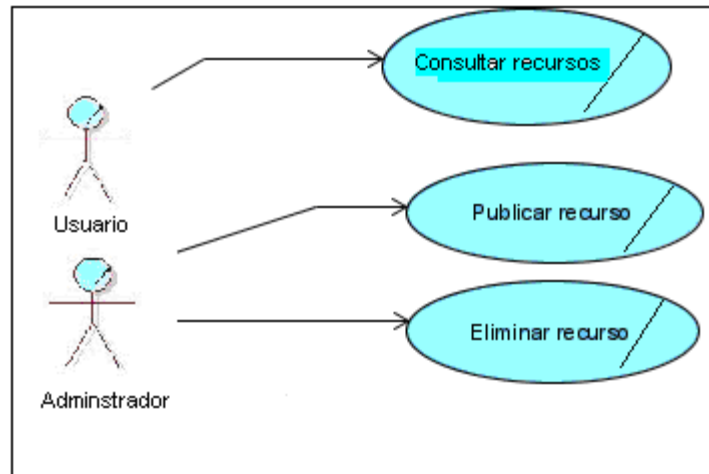 Consultar recursos
Usuario
Publicar recurso
Eliminar recurso
Adminstrador